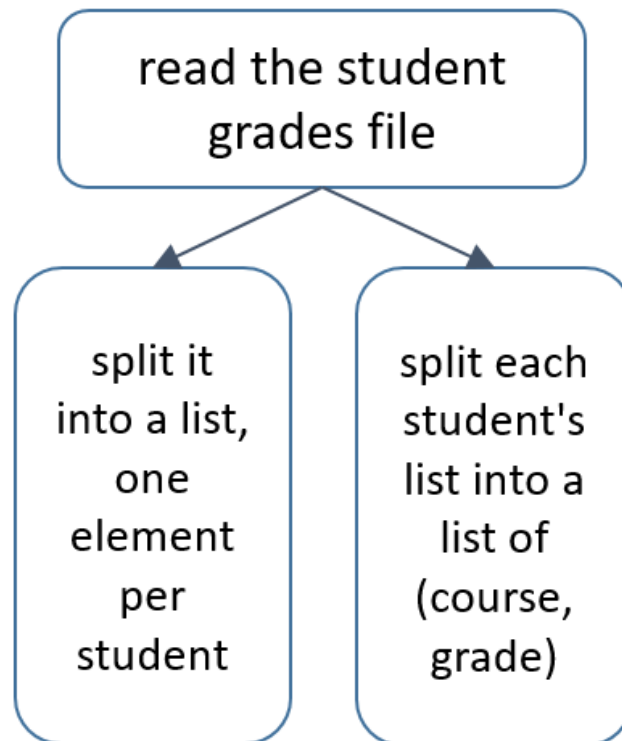 read the student
grades file
split it
into a list,
one
element
per
student
split each
student's
list into a
list of
(course,
grade)